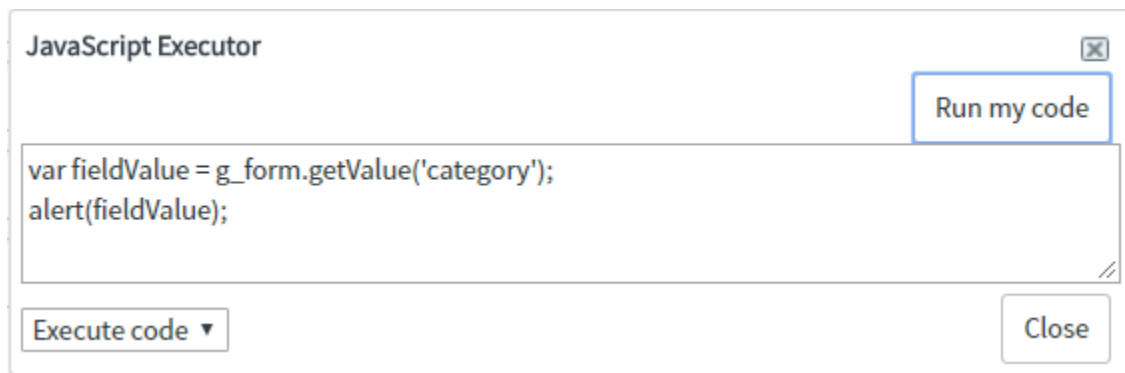 JavaScript Executor
Run my code
var fieldValue = g_form.getValue('category');
alert(fieldValue);
Execute code
Close